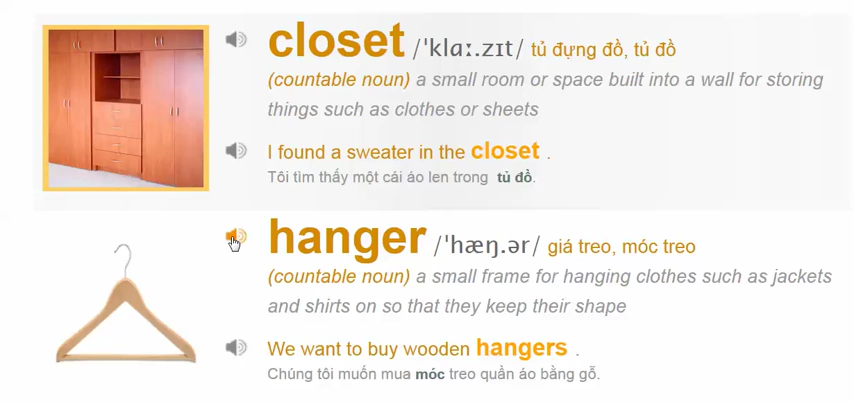 closet /ˈklɑː.zɪt/ tủ đựng đồ, tủ đồ
(countable noun) a small room or space built into a wall for storing
things such as clothes or sheets
I found a sweater in the closet .
Tôi tìm thấy một cái áo len trong tủ đồ.
hanger /ˈhæŋ.ər/ giá treo, móc treo
(countable noun) a small frame for hanging clothes such as jackets
and shirts on so that they keep their shape
We want to buy wooden hangers .
Chúng tôi muốn mua móc treo quần áo bằng gỗ.